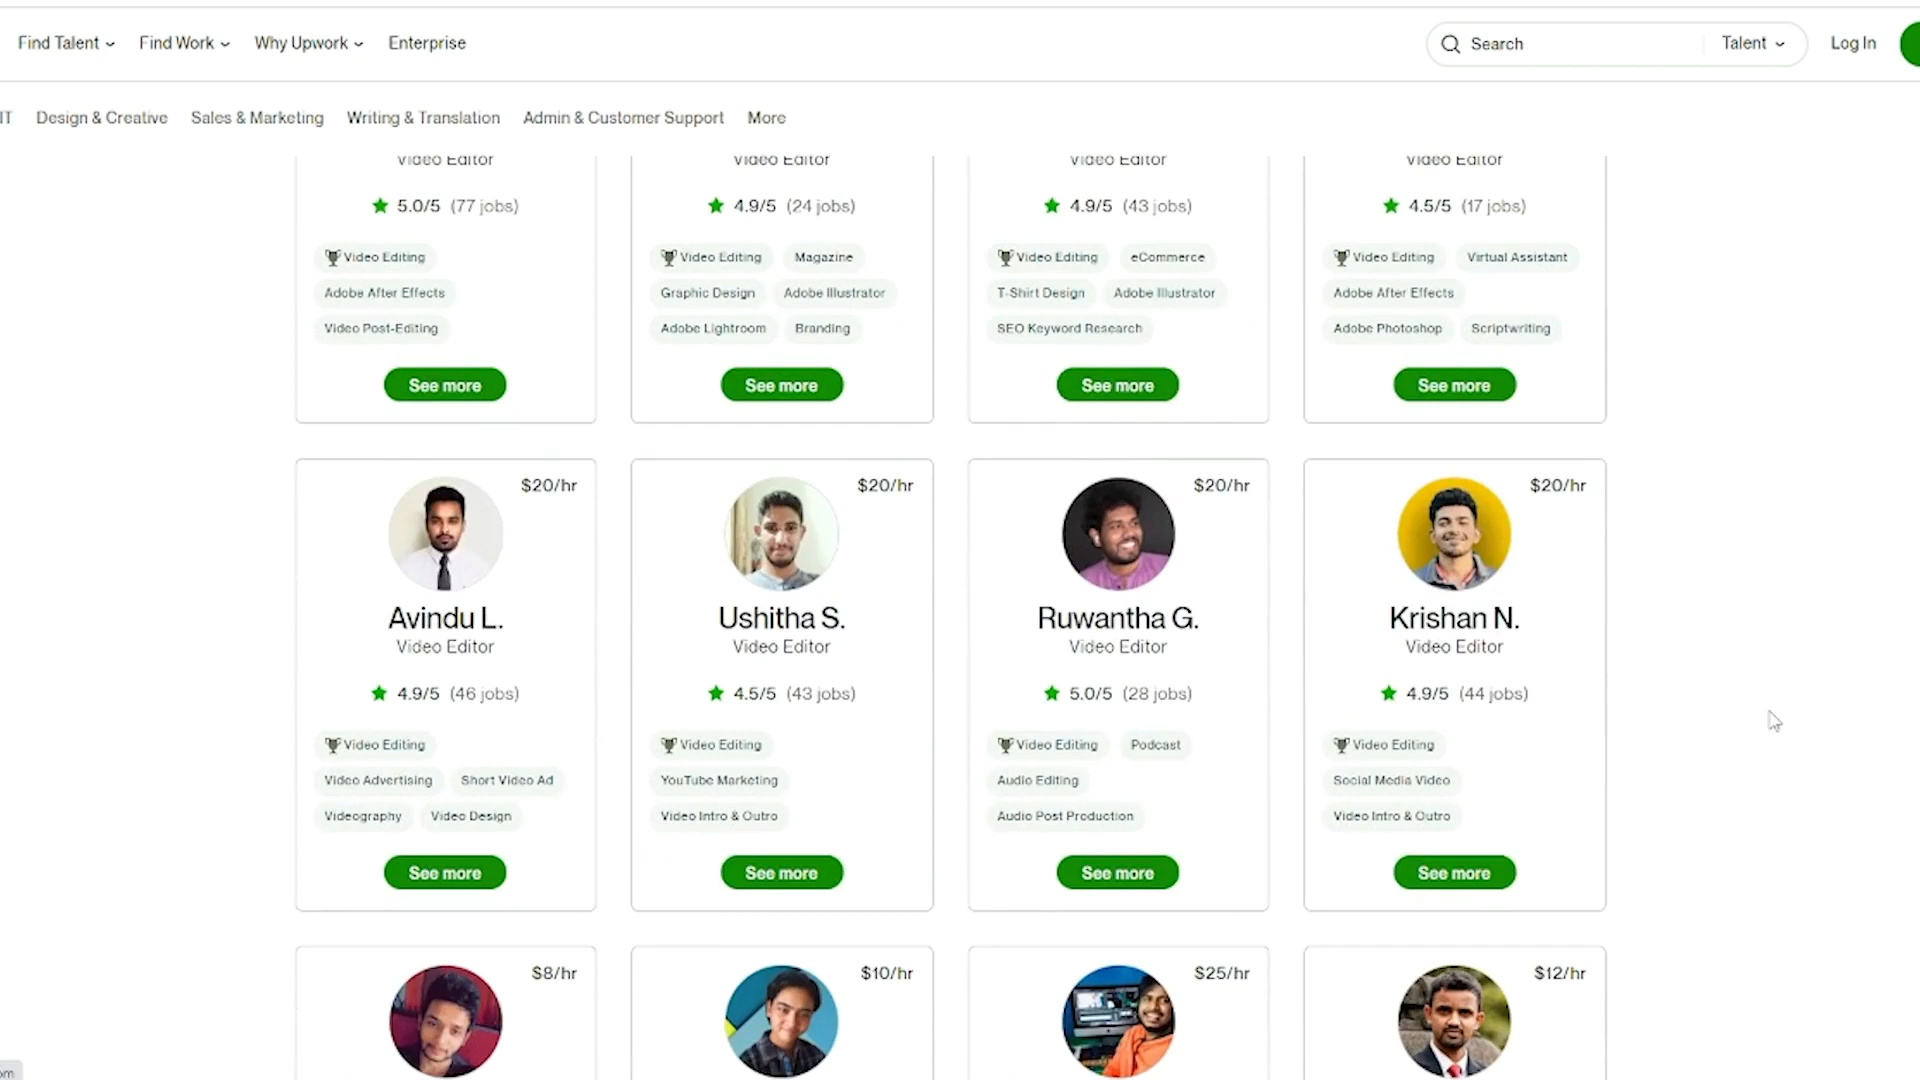 Find Talent Find Work Why Upwork Enterprise Search Talent Log In
IT Design & Creative Sales & Marketing Writing & Translation Admin & Customer Support More
Video Editor Video Editor Video Editor Video Editor
5.0/5 (77 jobs) 4.9/5 (24 jobs) 4.9/5 (43 jobs) 4.5/5 (17 jobs)
Video Editing Video Editing Magazine Video Editing eCommerce Video Editing Virtual Assistant
Adobe After Effects Graphic Design Adobe Illustrator T-Shirt Design Adobe Illustrator Adobe After Effects
Video Post-Editing Adobe Lightroom Branding SEO Keyword Research Adobe Photoshop Scriptwriting
See more See more See more See more
$20/hr $20/hr $20/hr $20/hr
Avindu L. Ushitha S. Ruwantha G. Krishan N.
Video Editor Video Editor Video Editor Video Editor
4.9/5 (46 jobs) 4.5/5 (43 jobs) 5.0/5 (28 jobs) 4.9/5 (44 jobs)
Video Editing Video Editing Video Editing Podcast Video Editing
Video Advertising Short Video Ad YouTube Marketing Audio Editing Social Media Video
Videography Video Design Video Intro & Outro Audio Post Production Video Intro & Outro
See more See more See more See more
$8/hr $10/hr $25/hr $12/hr